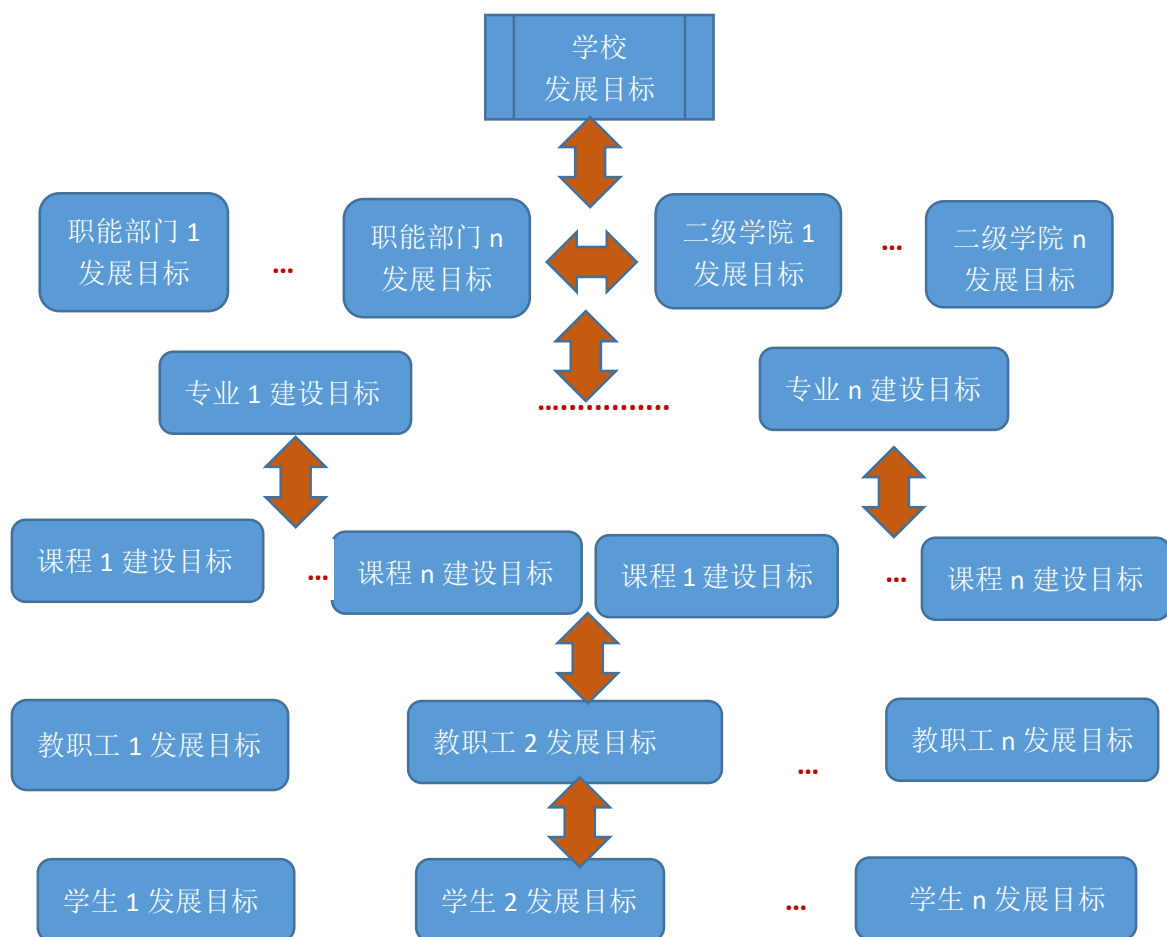 学校
发展目标
职能部门 1
发展目标
...
职能部门 n
发展目标
二级学院 1
发展目标
...
二级学院 n
发展目标
专业 1 建设目标
................
专业 n 建设目标
课程 1 建设目标
...
课程 n 建设目标
课程 1 建设目标
...
课程 n 建设目标
教职工 1 发展目标
教职工 2 发展目标
...
教职工 n 发展目标
学生 1 发展目标
学生 2 发展目标
...
学生 n 发展目标